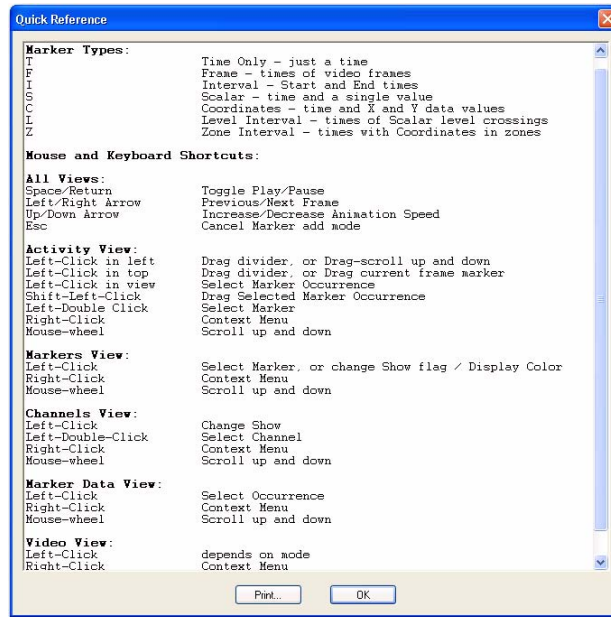 Quick Reference
Marker Types:
T Time Only - just a time
F Frame - times of video frames
I Interval - Start and End times
S Scalar - time and a single value
C Coordinates - time and X and Y data values
L Level Interval - times of Scalar level crossings
Z Zone Interval - times with Coordinates in zones
Mouse and Keyboard Shortcuts:
All Views:
Space/Return Toggle Play/Pause
Left/Right Arrow Previous/Next Frame
Up/Down Arrow Increase/Decrease Animation Speed
Esc Cancel Marker add mode
Activity View:
Left-Click in left Drag divider, or Drag-scroll up and down
Left-Click in top Drag divider, or Drag current frame marker
Left-Click in view Select Marker Occurrence
Shift-Left-Click Drag Selected Marker Occurrence
Left-Double Click Select Marker
Right-Click Context Menu
Mouse-wheel Scroll up and down
Markers View:
Left-Click Select Marker, or change Show flag / Display Color
Right-Click Context Menu
Mouse-wheel Scroll up and down
Channels View:
Left-Click Change Show
Left-Double-Click Select Channel
Right-Click Context Menu
Mouse-wheel Scroll up and down
Marker Data View:
Left-Click Select Occurrence
Right-Click Context Menu
Mouse-wheel Scroll up and down
Video View:
Left-Click depends on mode
Right-Click Context Menu
Print... OK